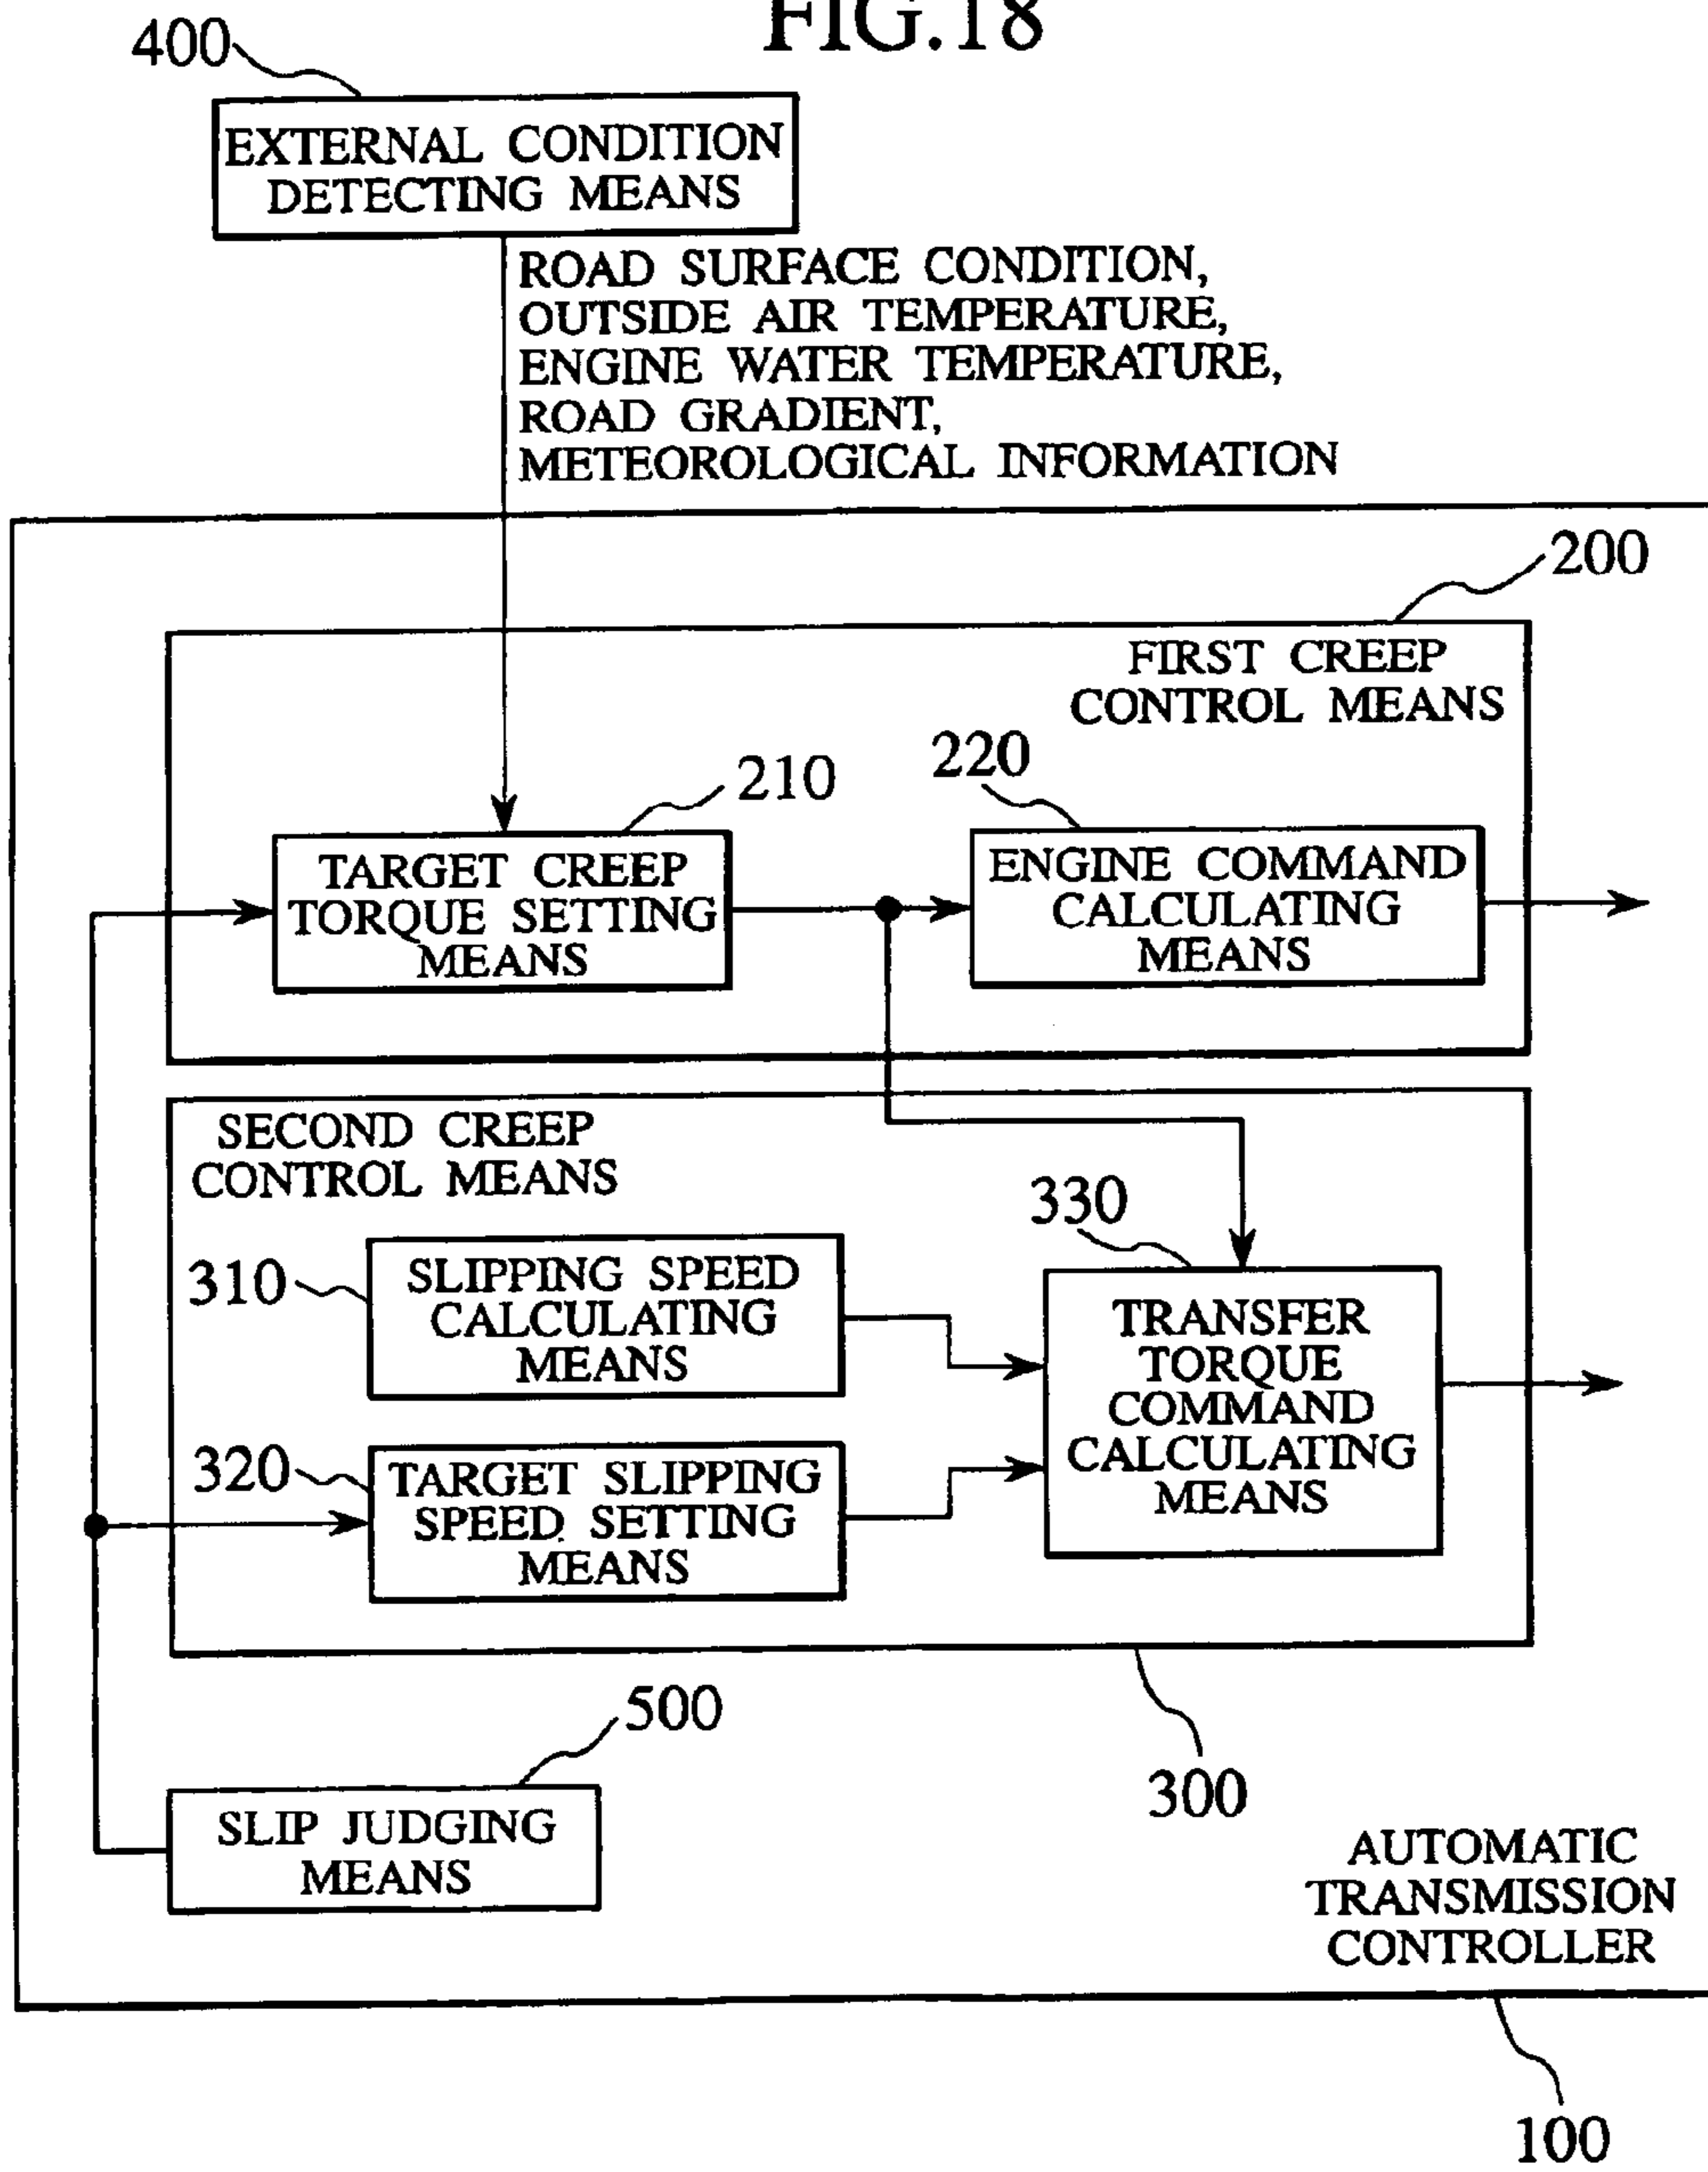 FIG.18
400
EXTERNAL CONDITION
DETECTING MEANS
ROAD SURFACE CONDITION,
OUTSIDE AIR TEMPERATURE,
ENGINE WATER TEMPERATURE,
ROAD GRADIENT,
METEOROLOGICAL INFORMATION
200
FIRST CREEP
CONTROL MEANS
210
220
TARGET CREEP
TORQUE SETTING
MEANS
ENGINE COMMAND
CALCULATING
MEANS
SECOND CREEP
CONTROL MEANS
330
310
SLIPPING SPEED
CALCULATING
MEANS
TRANSFER
TORQUE
COMMAND
CALCULATING
MEANS
320
TARGET SLIPPING
SPEED SETTING
MEANS
500
300
SLIP JUDGING
MEANS
AUTOMATIC
TRANSMISSION
CONTROLLER
100